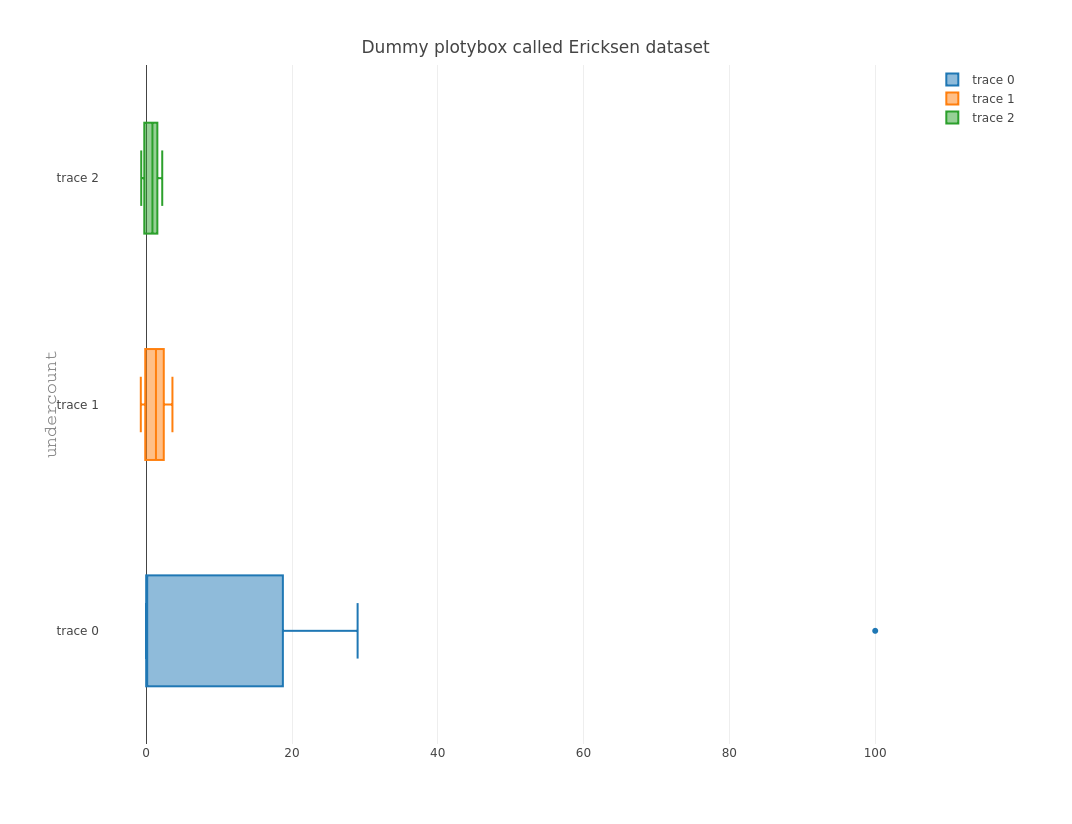 Dummy plotybox called Ericksen dataset
trace 0
trace 1
trace 2
trace 2
undercount
trace 1
trace 0
0
20
40
60
80
100